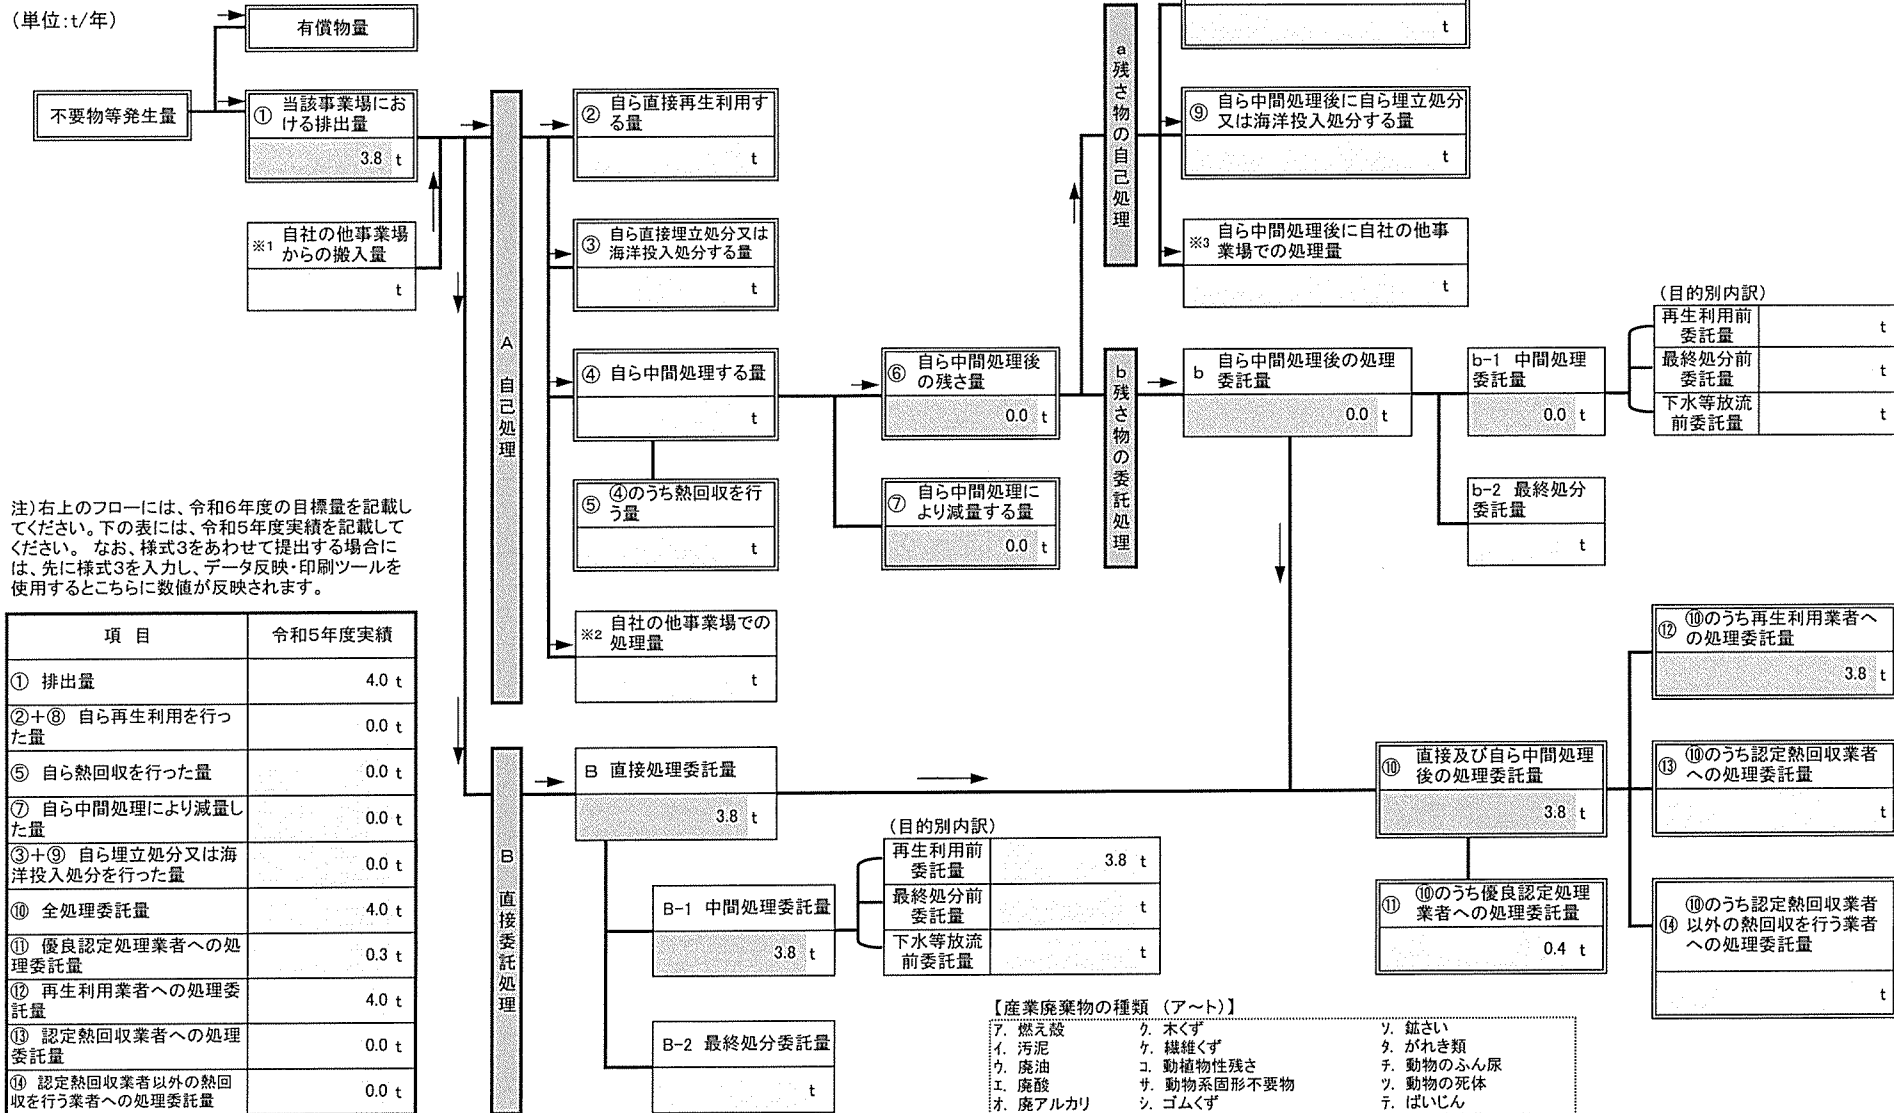 (単位:t/年)
有償物量
不要物等発生量
① 当該事業場にお
ける排出量
3.8 t
※1 自社の他事業場
からの搬入量
t
A 自己処理
② 自ら直接再生利用す
る量
t
③ 自ら直接埋立処分又は
海洋投入処分する量
t
④ 自ら中間処理する量
t
⑤ ④のうち熱回収を行
う量
t
※2 自社の他事業場での
処理量
t
⑥ 自ら中間処理後
の残さ量
0.0 t
⑦ 自ら中間処理に
より減量する量
0.0 t
a 残さ物の自己処理
t
⑨ 自ら中間処理後に自ら埋立処分
又は海洋投入処分する量
t
※3 自ら中間処理後に自社の他事
業場での処理量
t
b 残さ物の委託処理
b 自ら中間処理後の処理
委託量
0.0 t
b-1 中間処理
委託量
0.0 t
(目的別内訳)
再生利用前
委託量
t
最終処分前
委託量
t
下水等放流
前委託量
t
b-2 最終処分
委託量
t
注)右上のフローには、令和6年度の目標量を記載し
てください。下の表には、令和5年度実績を記載して
ください。 なお、様式3をあわせて提出する場合に
は、先に様式3を入力し、データ反映・印刷ツールを
使用するとこちらに数値が反映されます。
項 目 令和5年度実績
① 排出量 4.0 t
②+⑧ 自ら再生利用を行っ
た量 0.0 t
⑤ 自ら熱回収を行った量 0.0 t
⑦ 自ら中間処理により減量し
た量 0.0 t
③+⑨ 自ら埋立処分又は海
洋投入処分を行った量 0.0 t
⑩ 全処理委託量 4.0 t
⑪ 優良認定処理業者への処
理委託量 0.3 t
⑫ 再生利用業者への処理委
託量 4.0 t
⑬ 認定熱回収業者への処理
委託量 0.0 t
⑭ 認定熱回収業者以外の熱回
収を行う業者への処理委託量 0.0 t
B 直接委託処理
B 直接処理委託量
3.8 t
B-1 中間処理委託量
3.8 t
(目的別内訳)
再生利用前
委託量
3.8 t
最終処分前
委託量
t
下水等放流
前委託量
t
B-2 最終処分委託量
t
⑩ 直接及び自ら中間処理
後の処理委託量
3.8 t
⑪ ⑩のうち優良認定処理
業者への処理委託量
0.4 t
⑫ ⑩のうち再生利用業者へ
の処理委託量
3.8 t
⑬ ⑩のうち認定熱回収業者
への処理委託量
t
⑭ ⑩のうち認定熱回収業者
以外の熱回収を行う業者
への処理委託量
t
【産業廃棄物の種類 (ア~ト)】
ア. 燃え殻 ク. 木くず ソ. 鉱さい
イ. 汚泥 ケ. 繊維くず タ. がれき類
ウ. 廃油 コ. 動植物性残さ チ. 動物のふん尿
エ. 廃酸 サ. 動物系固形不要物 ツ. 動物の死体
オ. 廃アルカリ シ. ゴムくず テ. ばいじん